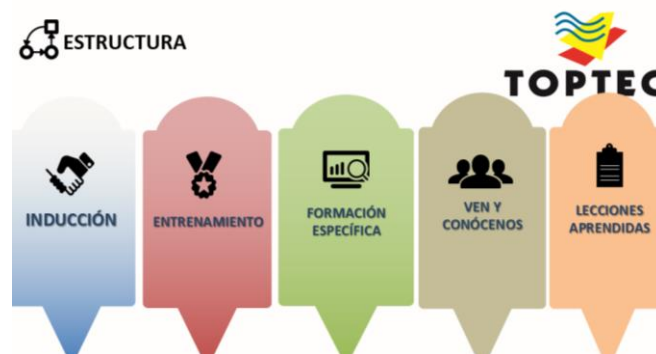 ESTRUCTURA
TOPTEC
INDUCCIÓN
ENTRENAMIENTO
FORMACIÓN
ESPECÍFICA
VEN Y
CONÓCENOS
LECCIONES
APRENDIDAS